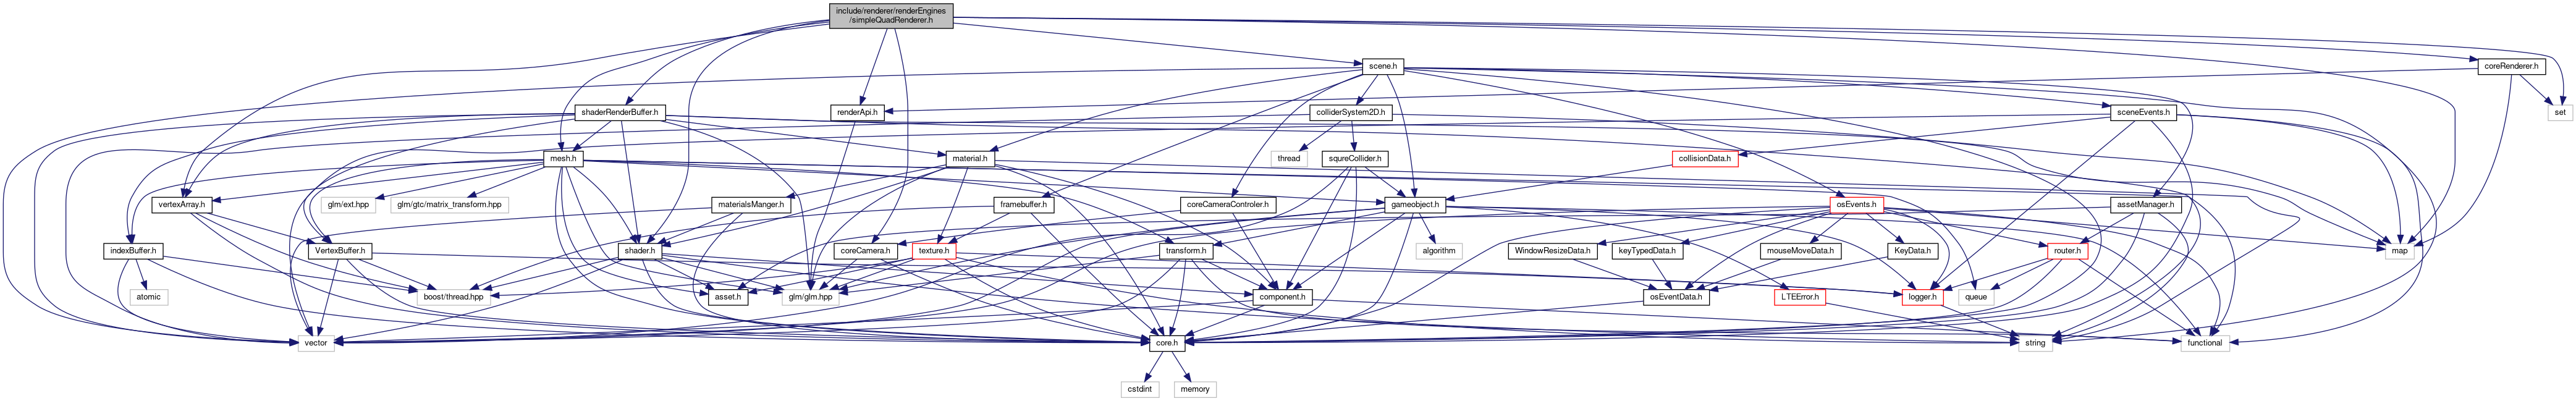 include/renderer/renderEngines
/simpleQuadRenderer.h
scene.h
coreRenderer.h
shaderRenderBuffer.h
renderApi.h
colliderSystem2D.h
sceneEvents.h
set
mesh.h
material.h
thread
squreCollider.h
collisionData.h
glm/ext.hpp
glm/gtc/matrix_transform.hpp
vertexArray.h
materialsManger.h
framebuffer.h
coreCameraControler.h
gameobject.h
osEvents.h
assetManager.h
indexBuffer.h
VertexBuffer.h
shader.h
coreCamera.h
texture.h
transform.h
algorithm
WindowResizeData.h
keyTypedData.h
mouseMoveData.h
KeyData.h
router.h
map
atomic
boost/thread.hpp
asset.h
glm/glm.hpp
component.h
osEventData.h
LTEError.h
logger.h
queue
vector
core.h
string
functional
cstdint
memory